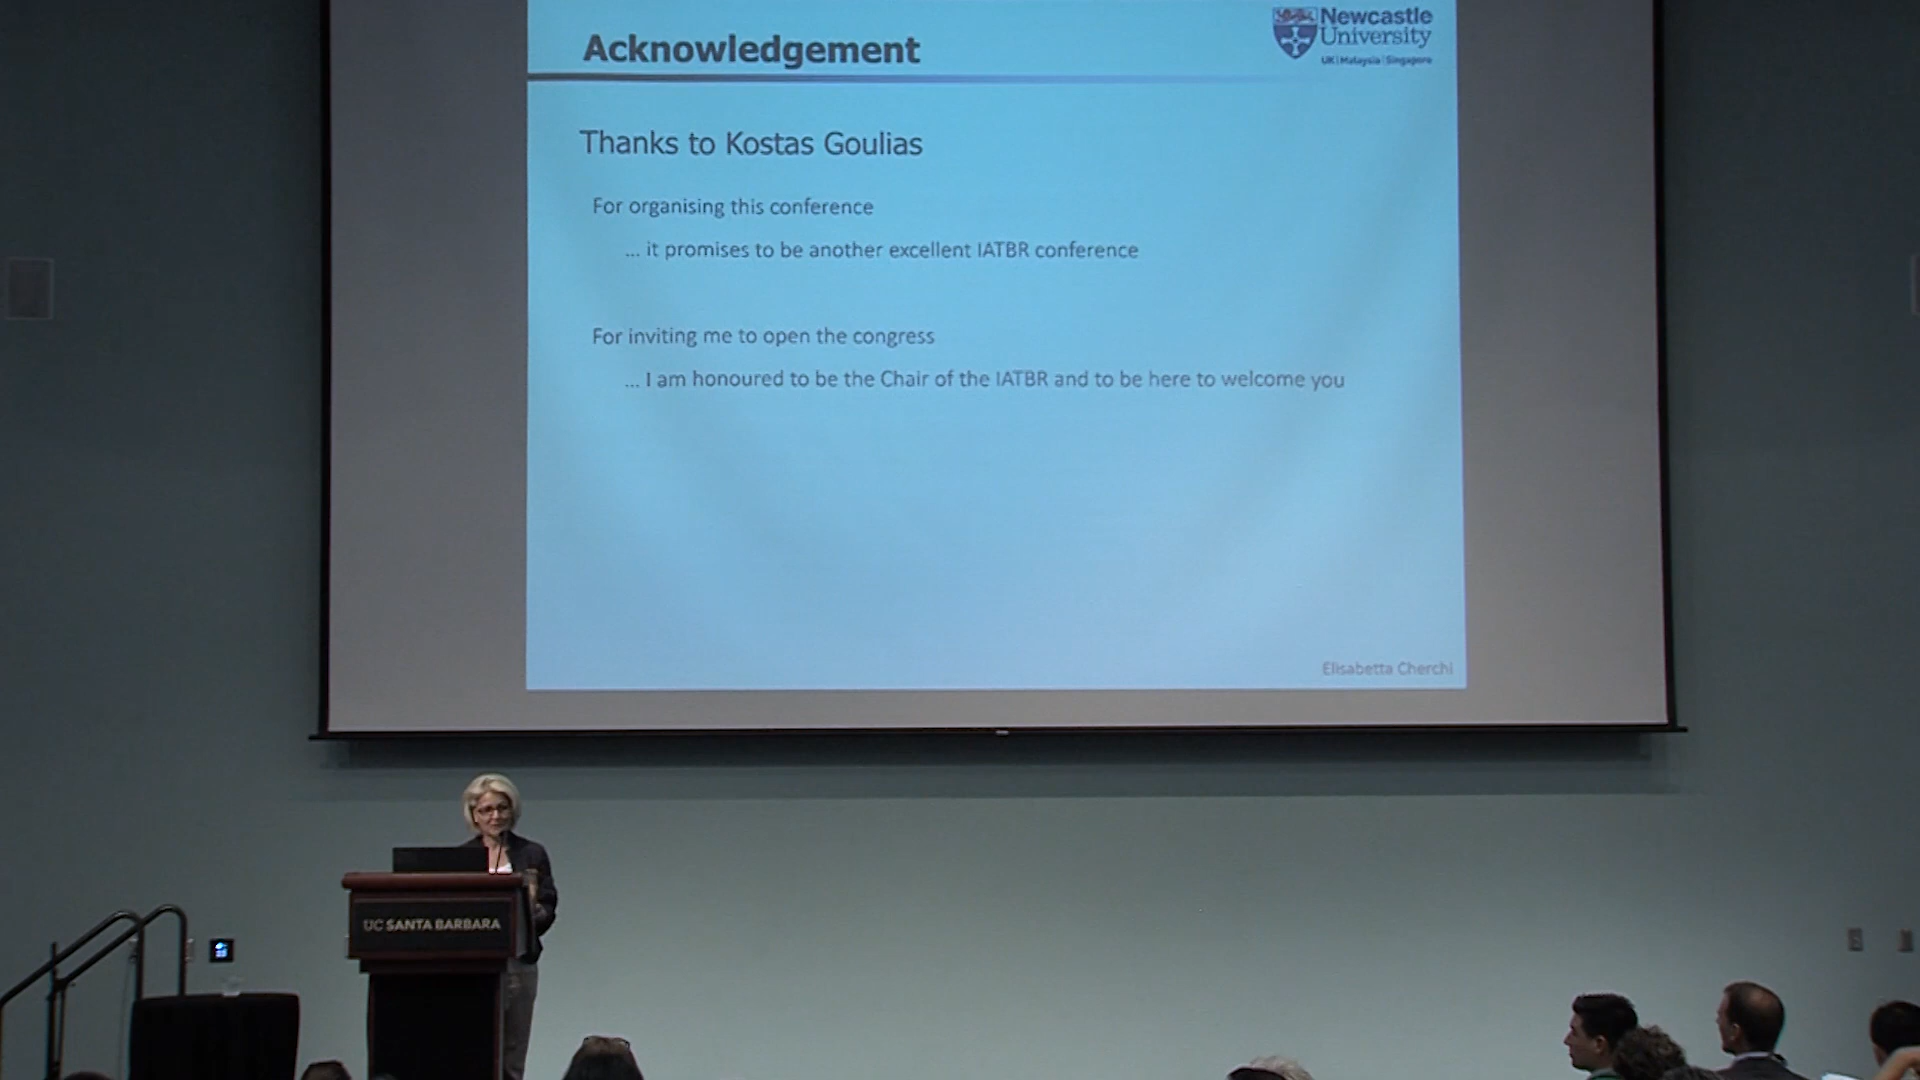 Acknowledgement
Newcastle
University
UK | Malaysia | Singapore
Thanks to Kostas Goulias
For organising this conference
... it promises to be another excellent IATBR conference
For inviting me to open the congress
... I am honoured to be the Chair of the IATBR and to be here to welcome you
Elisabetta Cherchi
UC SANTA BARBARA